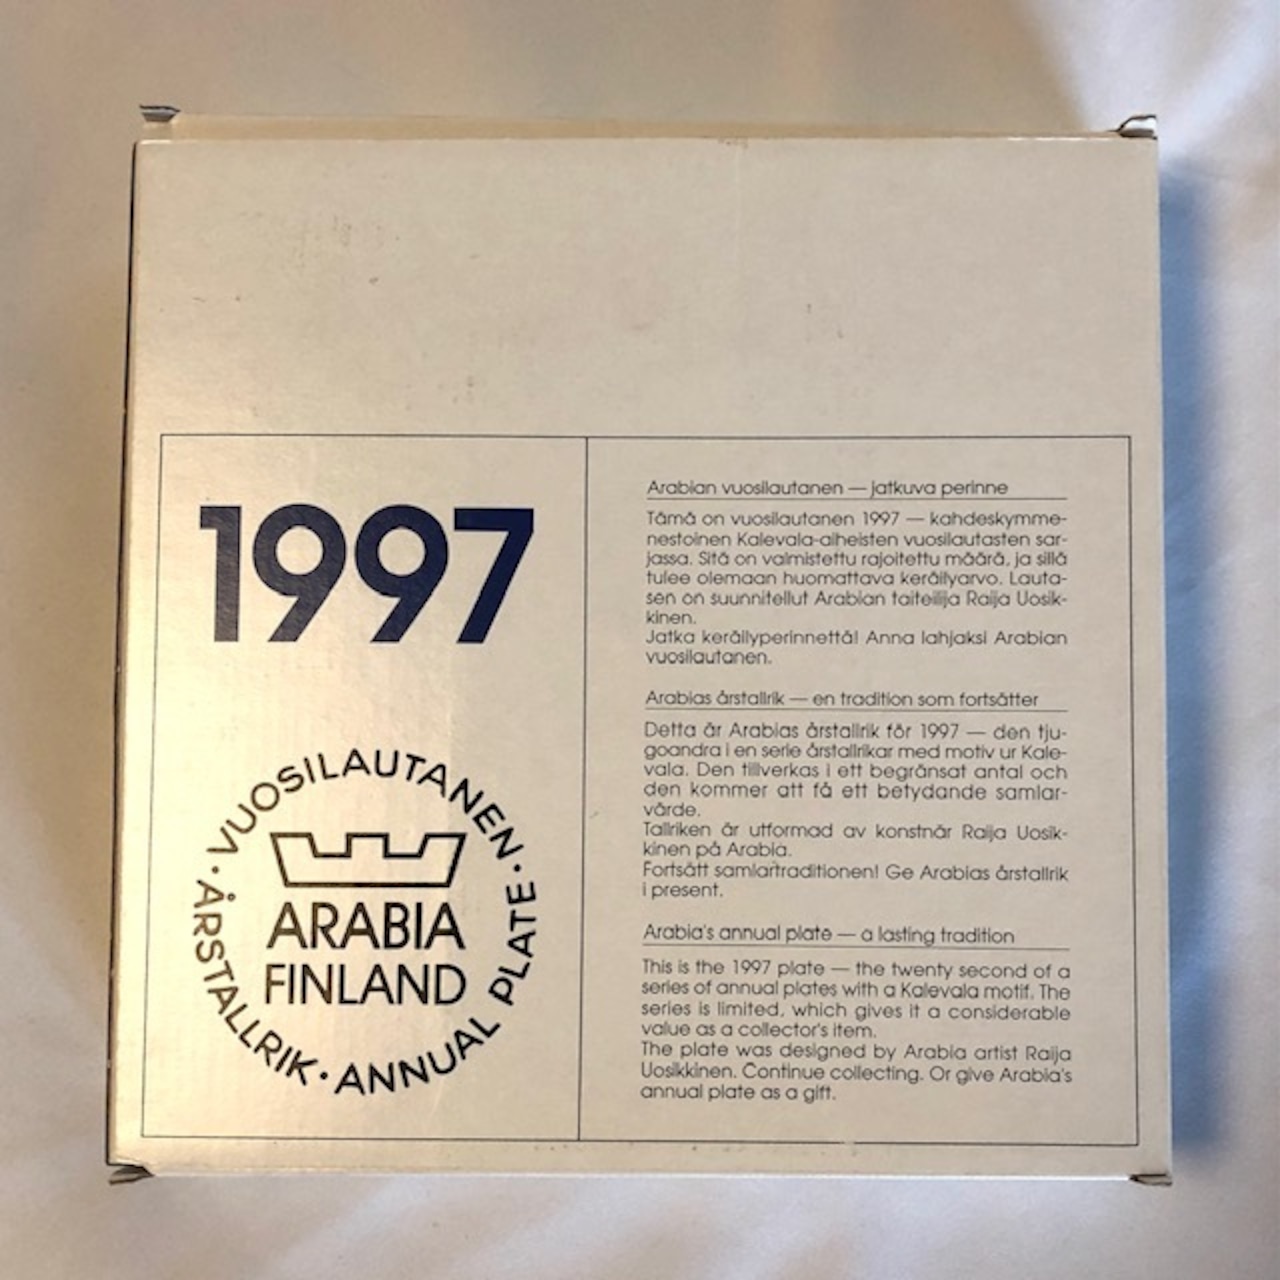 1997
VUOSILAUTANEN · ANNUAL PLATE · ÅRSTALLRIK ·
ARABIA
FINLAND
Arabian vuosilautanen — jatkuva perinne
Tämä on vuosilautanen 1997 — kahdeskymme-
nestoinen Kalevala-aiheisten vuosilautasten sar-
jassa. Sitä on valmistettu rajoitettu määrä, ja sillä
tulee olemaan huomattava keräilyarvo. Lauta-
sen on suunnitellut Arabian taiteilija Raija Uosik-
kinen.
Jatka keräilyperinnettä! Anna lahjaksi Arabian
vuosilautanen.
Arabias årstallrik — en tradition som fortsätter
Detta är Arabias årstallrik för 1997 — den tju-
goandra i en serie årstallrikar med motiv ur Kale-
vala. Den tillverkas i ett begränsat antal och
den kommer att få ett betydande samlar-
värde.
Tallriken är utformad av konstnär Raija Uosik-
kinen på Arabia.
Fortsätt samlartraditionen! Ge Arabias årstallrik
i present.
Arabia's annual plate — a lasting tradition
This is the 1997 plate — the twenty second of a
series of annual plates with a Kalevala motif. The
series is limited, which gives it a considerable
value as a collector's item.
The plate was designed by Arabia artist Raija
Uosikkinen. Continue collecting. Or give Arabia's
annual plate as a gift.